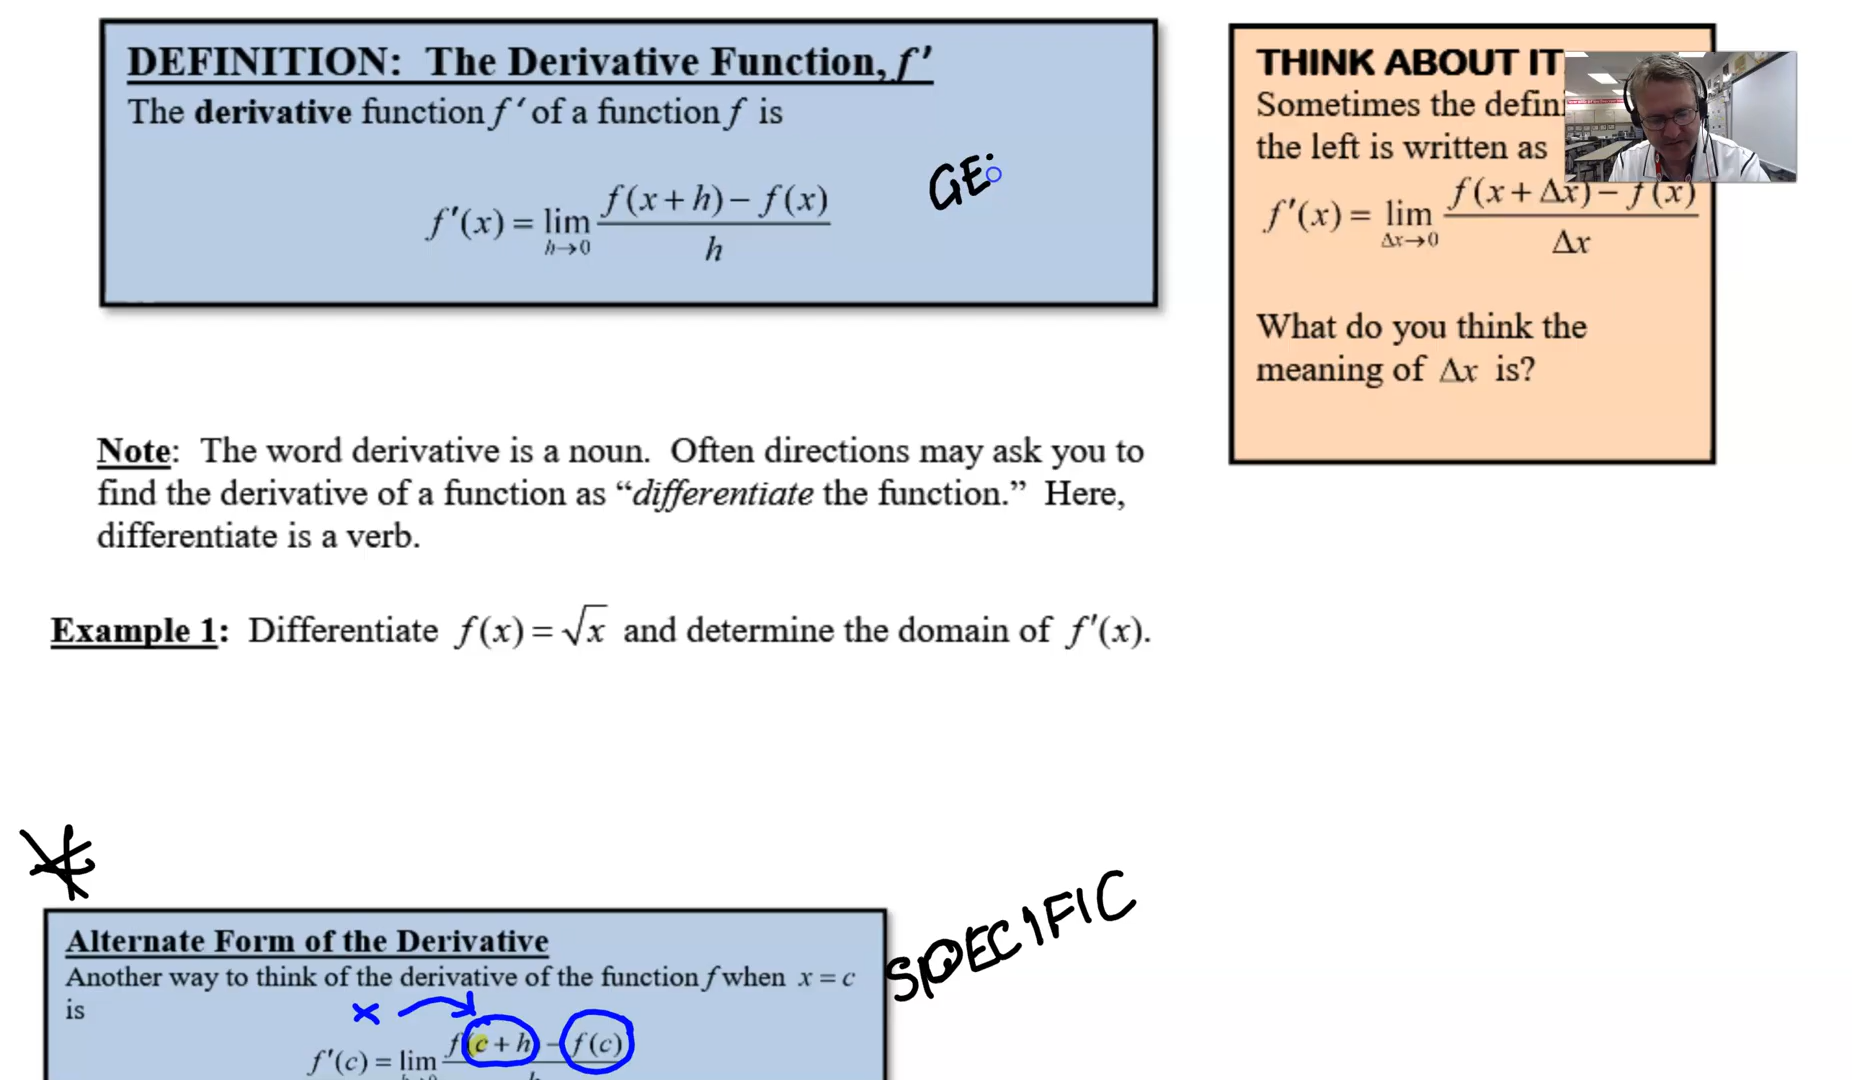 DEFINITION: The Derivative Function, f′
The derivative function f ′ of a function f is
f′(x) = lim h→0 f(x+h) − f(x) / h
GE
THINK ABOUT IT
Sometimes the defin
the left is written as
f′(x) = lim Δx→0 f(x+Δx) − f(x) / Δx
What do you think the
meaning of Δx is?
Note: The word derivative is a noun. Often directions may ask you to
find the derivative of a function as “differentiate the function.” Here,
differentiate is a verb.
Example 1: Differentiate f(x) = √x and determine the domain of f′(x).
SPECIFIC
Alternate Form of the Derivative
Another way to think of the derivative of the function f when x = c
is
x
f′(c) = lim f(c+h) − f(c)